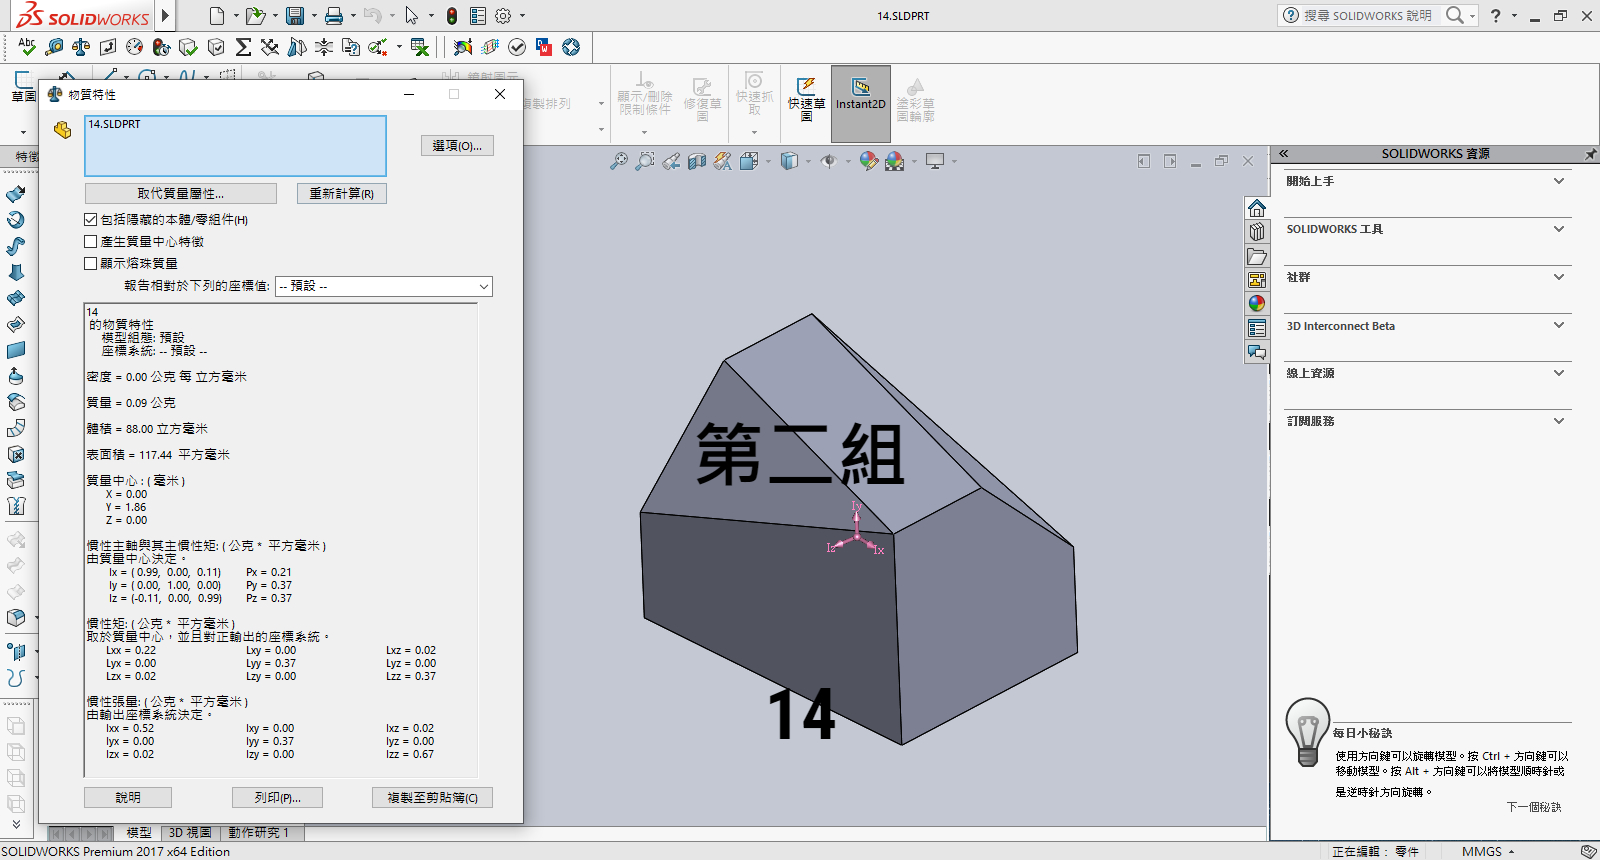 SOLIDWORKS
14.SLDPRT
搜尋 SOLIDWORKS 說明
草圖
鏡射圖元
複製排列
顯示/刪除限制條件
修復草圖
快速抓取
快速草圖
Instant2D
塗彩草圖輪廓
特徵
物質特性
14.SLDPRT
選項(O)...
取代質量屬性...
重新計算(R)
包括隱藏的本體/零組件(H)
產生質量中心特徵
顯示熔珠質量
報告相對於下列的座標值: -- 預設 --
14
的物質特性
模型組態: 預設
座標系統: -- 預設 --
密度 = 0.00 公克 每 立方毫米
質量 = 0.09 公克
體積 = 88.00 立方毫米
表面積 = 117.44 平方毫米
質量中心 : ( 毫米 )
X = 0.00
Y = 1.86
Z = 0.00
慣性主軸與其主慣性矩: ( 公克 * 平方毫米 )
由質量中心決定。
Ix = ( 0.99, 0.00, 0.11) Px = 0.21
Iy = ( 0.00, 1.00, 0.00) Py = 0.37
Iz = (-0.11, 0.00, 0.99) Pz = 0.37
慣性矩: ( 公克 * 平方毫米 )
取於質量中心，並且對正輸出的座標系統。
Lxx = 0.22 Lxy = 0.00 Lxz = 0.02
Lyx = 0.00 Lyy = 0.37 Lyz = 0.00
Lzx = 0.02 Lzy = 0.00 Lzz = 0.37
慣性張量: ( 公克 * 平方毫米 )
由輸出座標系統決定。
Ixx = 0.52 Ixy = 0.00 Ixz = 0.02
Iyx = 0.00 Iyy = 0.37 Iyz = 0.00
Izx = 0.02 Izy = 0.00 Izz = 0.67
說明
列印(P)...
複製至剪貼簿(C)
第二組
Iy
Iz
Ix
14
SOLIDWORKS 資源
開始上手
SOLIDWORKS 工具
社群
3D Interconnect Beta
線上資源
訂閱服務
每日小秘訣
使用方向鍵可以旋轉模型。按 Ctrl + 方向鍵可以
移動模型。按 Alt + 方向鍵可以將模型順時針或
是逆時針方向旋轉。
下一個秘訣
模型
3D 視圖
動作研究 1
SOLIDWORKS Premium 2017 x64 Edition
正在編輯： 零件
MMGS